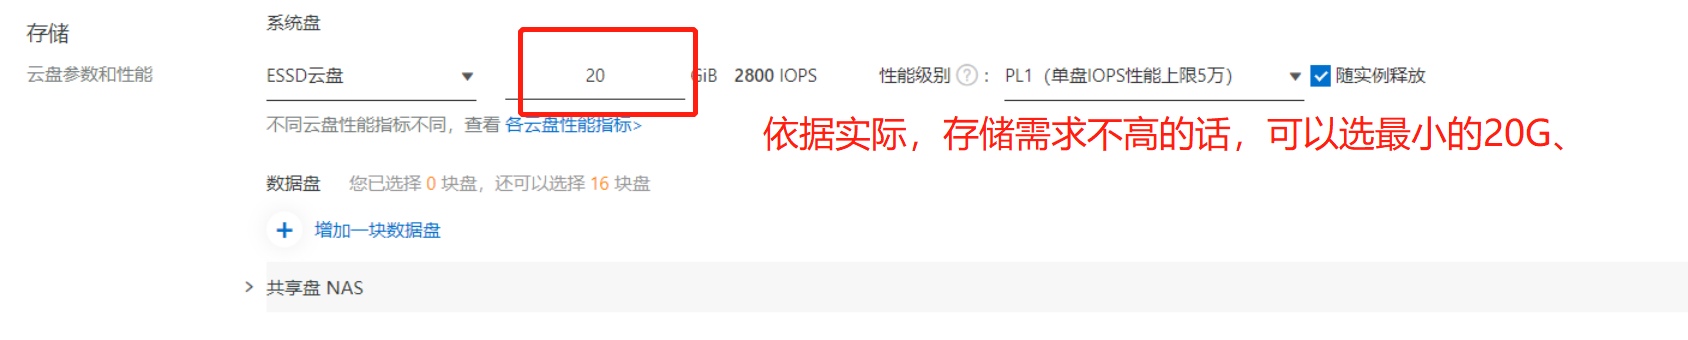 存储
系统盘
云盘参数和性能
ESSD云盘 20 GiB 2800 IOPS 性能级别 ? : PL1（单盘IOPS性能上限5万） 随实例释放
不同云盘性能指标不同，查看 各云盘性能指标>
依据实际，存储需求不高的话，可以选最小的20G、
数据盘 您已选择 0 块盘，还可以选择 16 块盘
+ 增加一块数据盘
> 共享盘 NAS